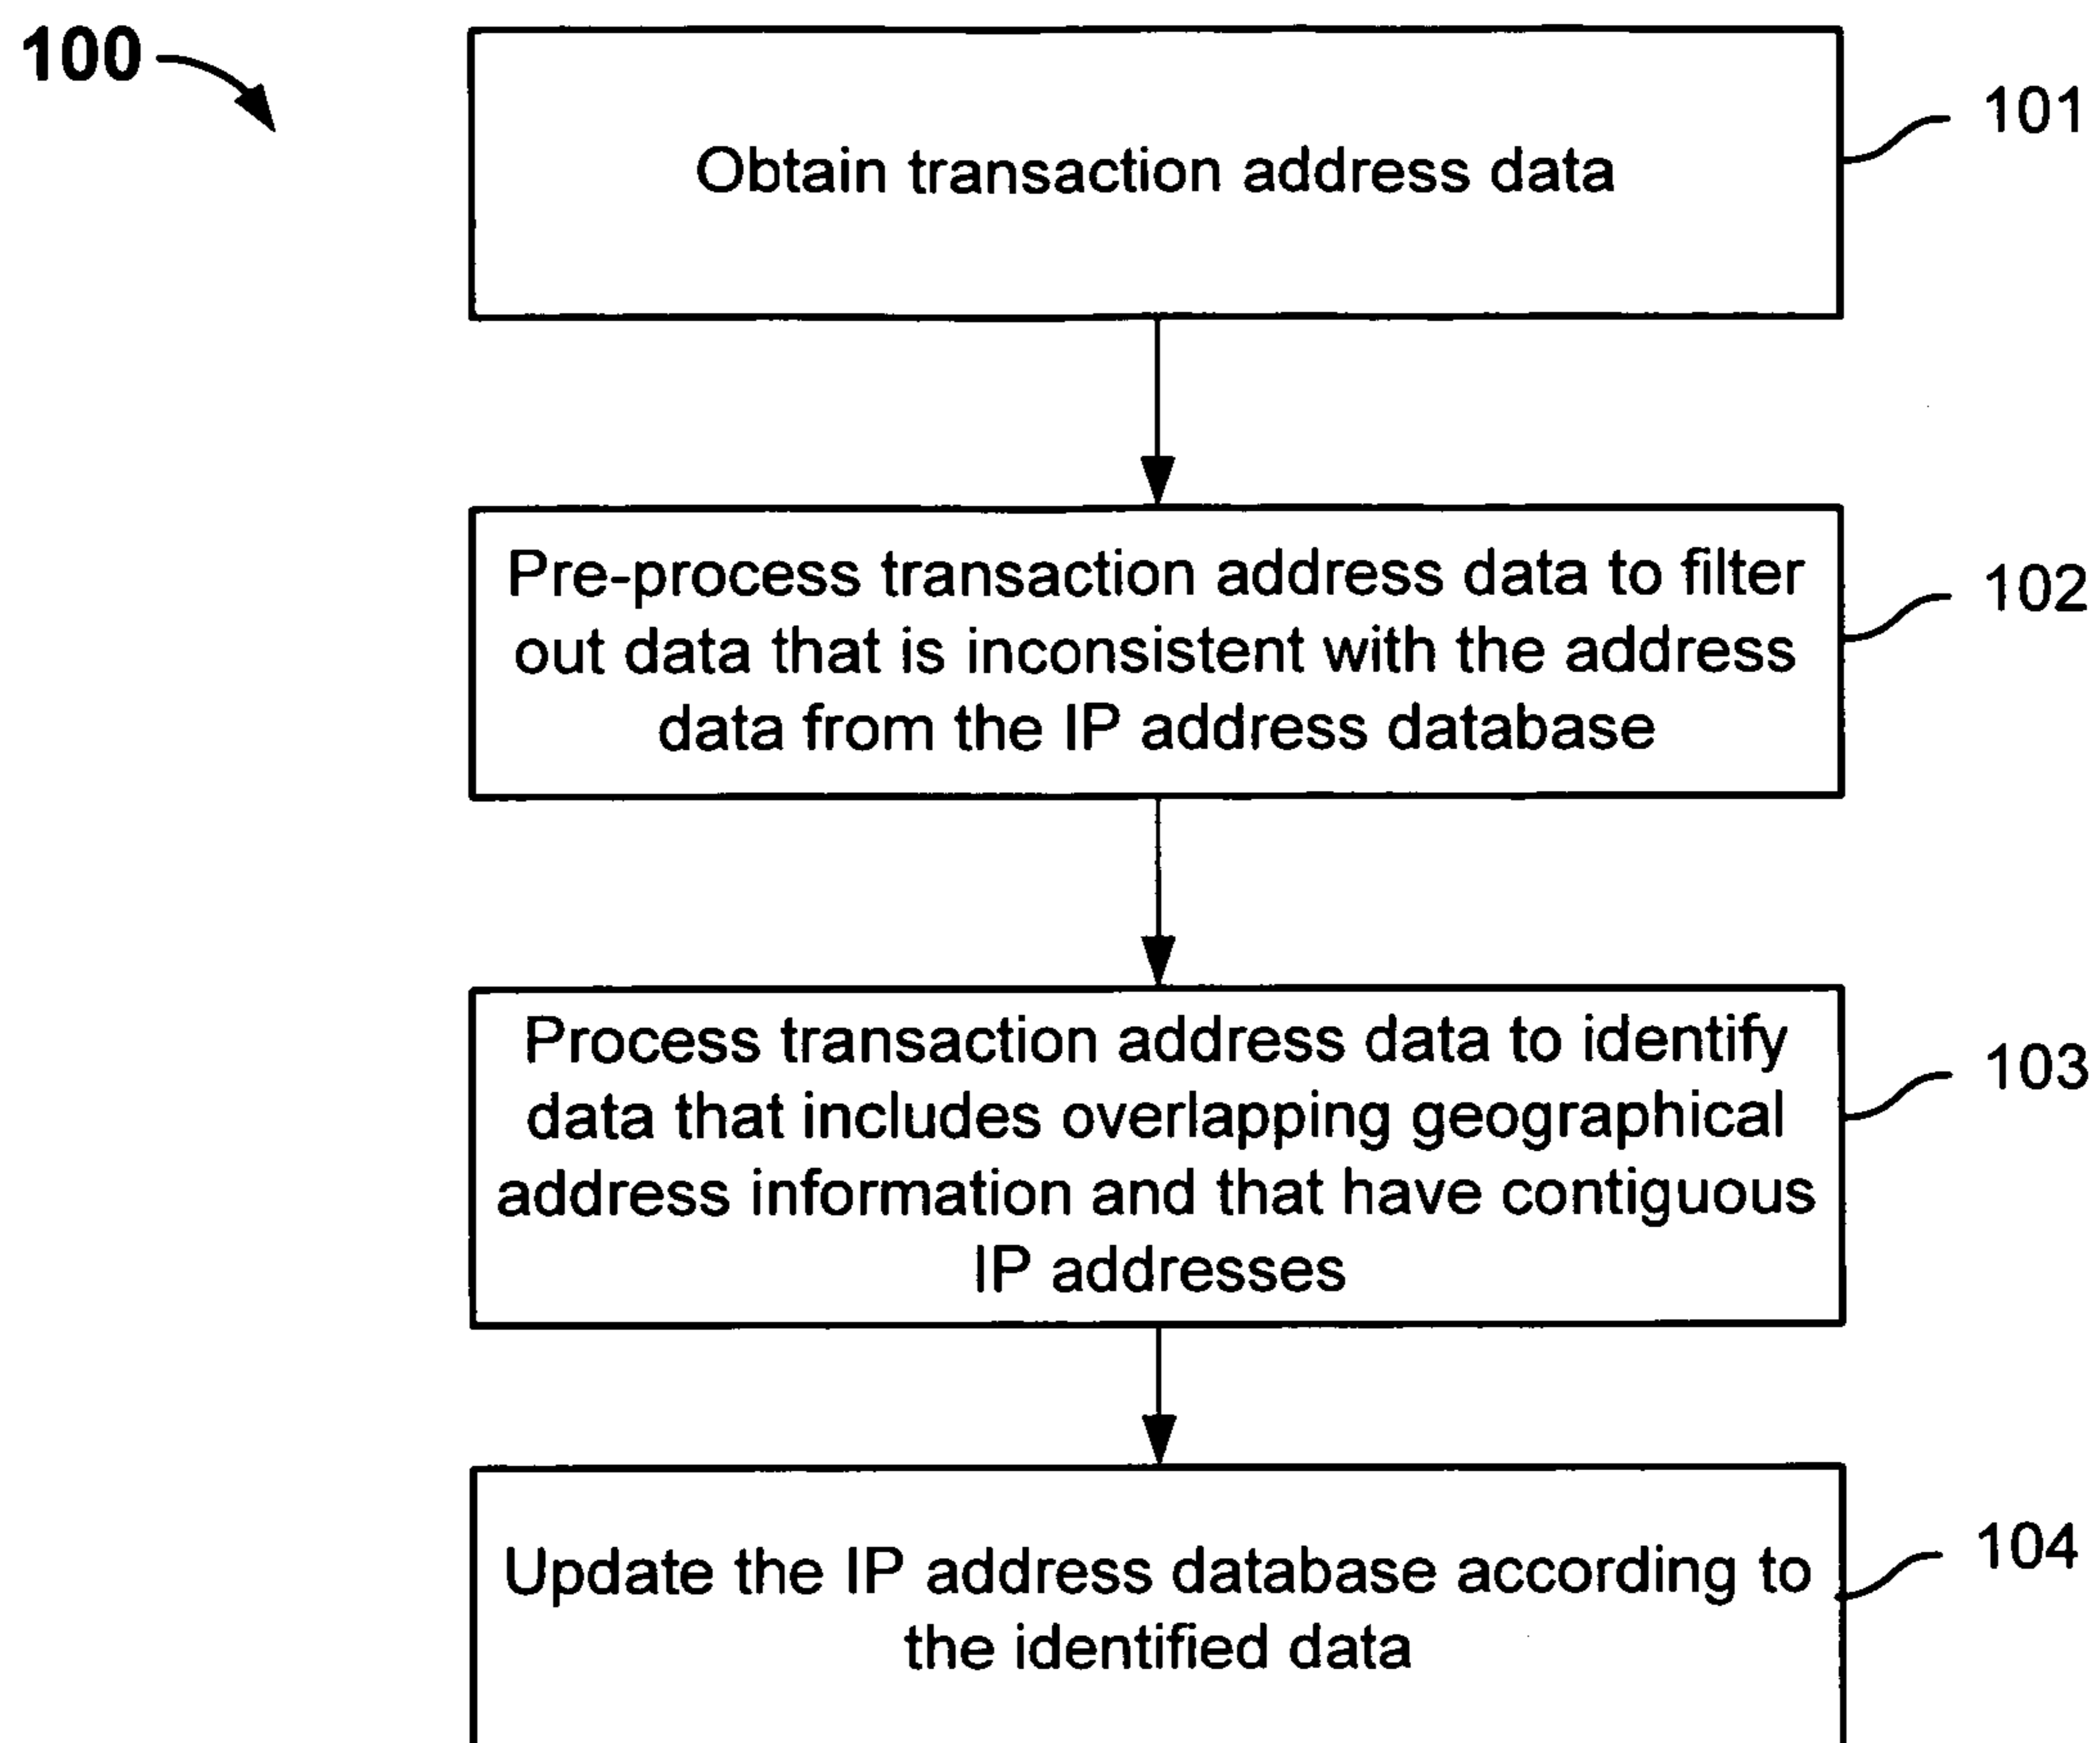 100
Obtain transaction address data
101
Pre-process transaction address data to filter
out data that is inconsistent with the address
data from the IP address database
102
Process transaction address data to identify
data that includes overlapping geographical
address information and that have contiguous
IP addresses
103
Update the IP address database according to
the identified data
104